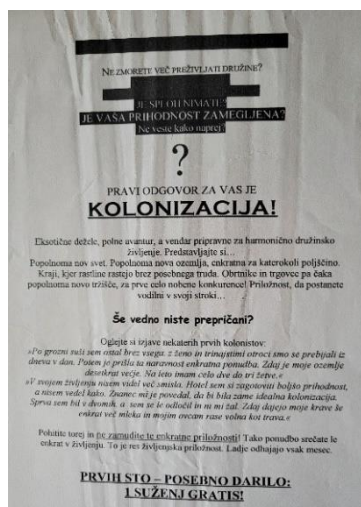 NE ZMORETE VEČ PREŽIVLJATI DRUŽINE?
JE SPLOH NIMATE?
JE VAŠA PRIHODNOST ZAMEGLJENA?
Ne veste kako naprej?
?
PRAVI ODGOVOR ZA VAS JE
KOLONIZACIJA!
Eksotične dežele, polne avantur, a vendar pripravne za harmonično družinsko
življenje. Predstavljajte si…
Popolnoma nov svet. Popolnoma nova ozemlja, enkratna za katerokoli poljščino.
Kraji, kjer rastline rastejo brez posebnega truda. Obrtnike in trgovce pa čaka
popolnoma novo tržišče, za prve celo nobene konkurence! Priložnost, da postanete
vodilni v svoji stroki…
Še vedno niste prepričani?
Oglejte si izjave nekaterih prvih kolonistov:
»Po grozni suši sem ostal brez vsega. z ženo in trinajstimi otroci smo se prebijali iz
dneva v dan. Potem je prišla ta naravnost enkratna ponudba. Zdaj je moje ozemlje
desetkrat večje. Na leto imam celo dve do tri žetve.«
»V svojem življenju nisem videl več smisla. Hotel sem si zagotoviti boljšo prihodnost,
a nisem vedel kako. Znanec mi je povedal, da bi bila zame idealna kolonizacija.
Sprva sem bil v dvomih, a sem se le odločil in ni mi žal. Zdaj dajejo moje krave še
enkrat več mleka in mojim ovcam rase volna kot trava.«
Pohitite torej in ne zamudite te enkratne priložnosti! Tako ponudbo srečate le
enkrat v življenju. To je res življenjska priložnost. Ladje odhajajo vsak mesec.
PRVIH STO – POSEBNO DARILO:
1 SUŽENJ GRATIS!